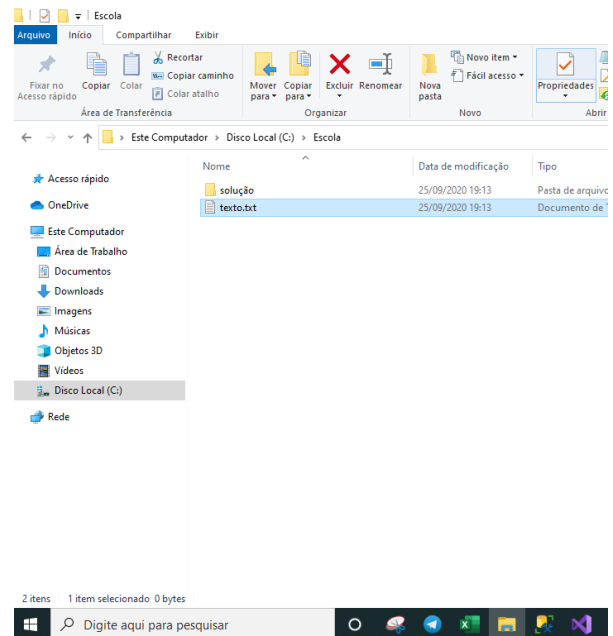 Escola
Arquivo Início Compartilhar Exibir
Fixar no Acesso rápido
Copiar
Colar
Recortar
Copiar caminho
Colar atalho
Mover para
Copiar para
Excluir
Renomear
Nova pasta
Novo item
Fácil acesso
Propriedades
Área de Transferência Organizar Novo Abrir
Este Computador > Disco Local (C:) > Escola
Nome Data de modificação Tipo
solução 25/09/2020 19:13 Pasta de arquivo
texto.txt 25/09/2020 19:13 Documento de
Acesso rápido
OneDrive
Este Computador
Área de Trabalho
Documentos
Downloads
Imagens
Músicas
Objetos 3D
Vídeos
Disco Local (C:)
Rede
2 itens 1 item selecionado 0 bytes
Digite aqui para pesquisar